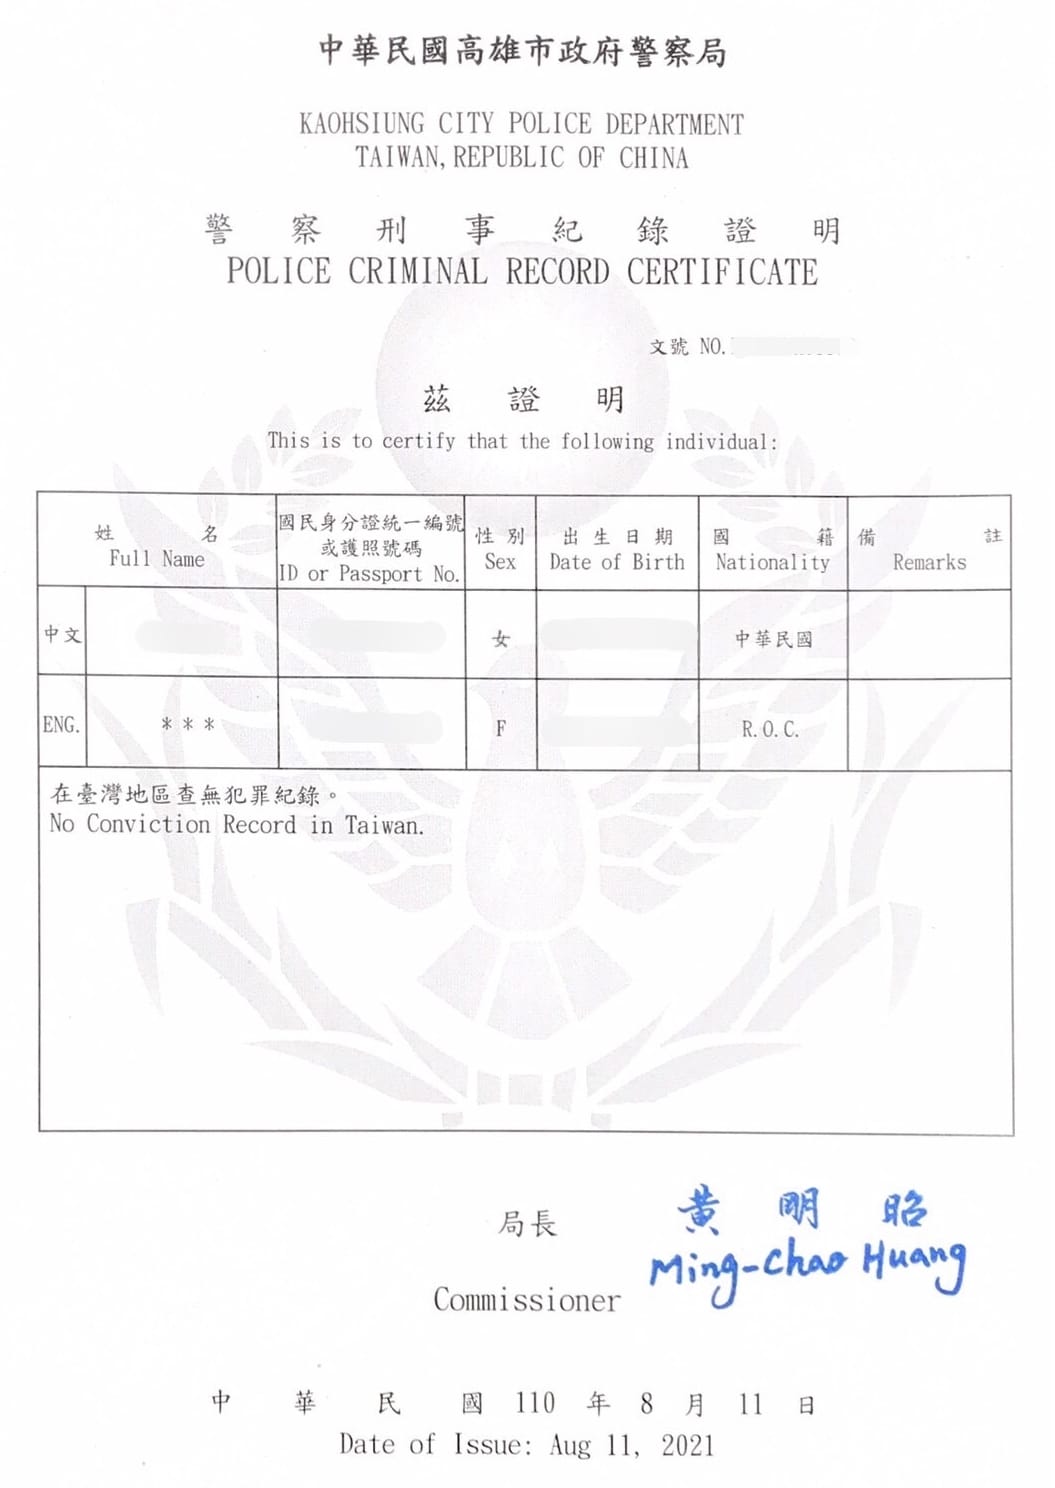 中華民國高雄市政府警察局
KAOHSIUNG CITY POLICE DEPARTMENT
TAIWAN, REPUBLIC OF CHINA
警察刑事紀錄證明
POLICE CRIMINAL RECORD CERTIFICATE
文號 NO.
茲證明
This is to certify that the following individual:
姓名
Full Name
國民身分證統一編號
或護照號碼
ID or Passport No.
性別
Sex
出生日期
Date of Birth
國籍
Nationality
備註
Remarks
中文 女 中華民國
ENG. *** F R.O.C.
在臺灣地區查無犯罪紀錄。
No Conviction Record in Taiwan.
局長 黃明昭
Commissioner Ming-Chao Huang
中華民國 110 年 8 月 11 日
Date of Issue: Aug 11, 2021